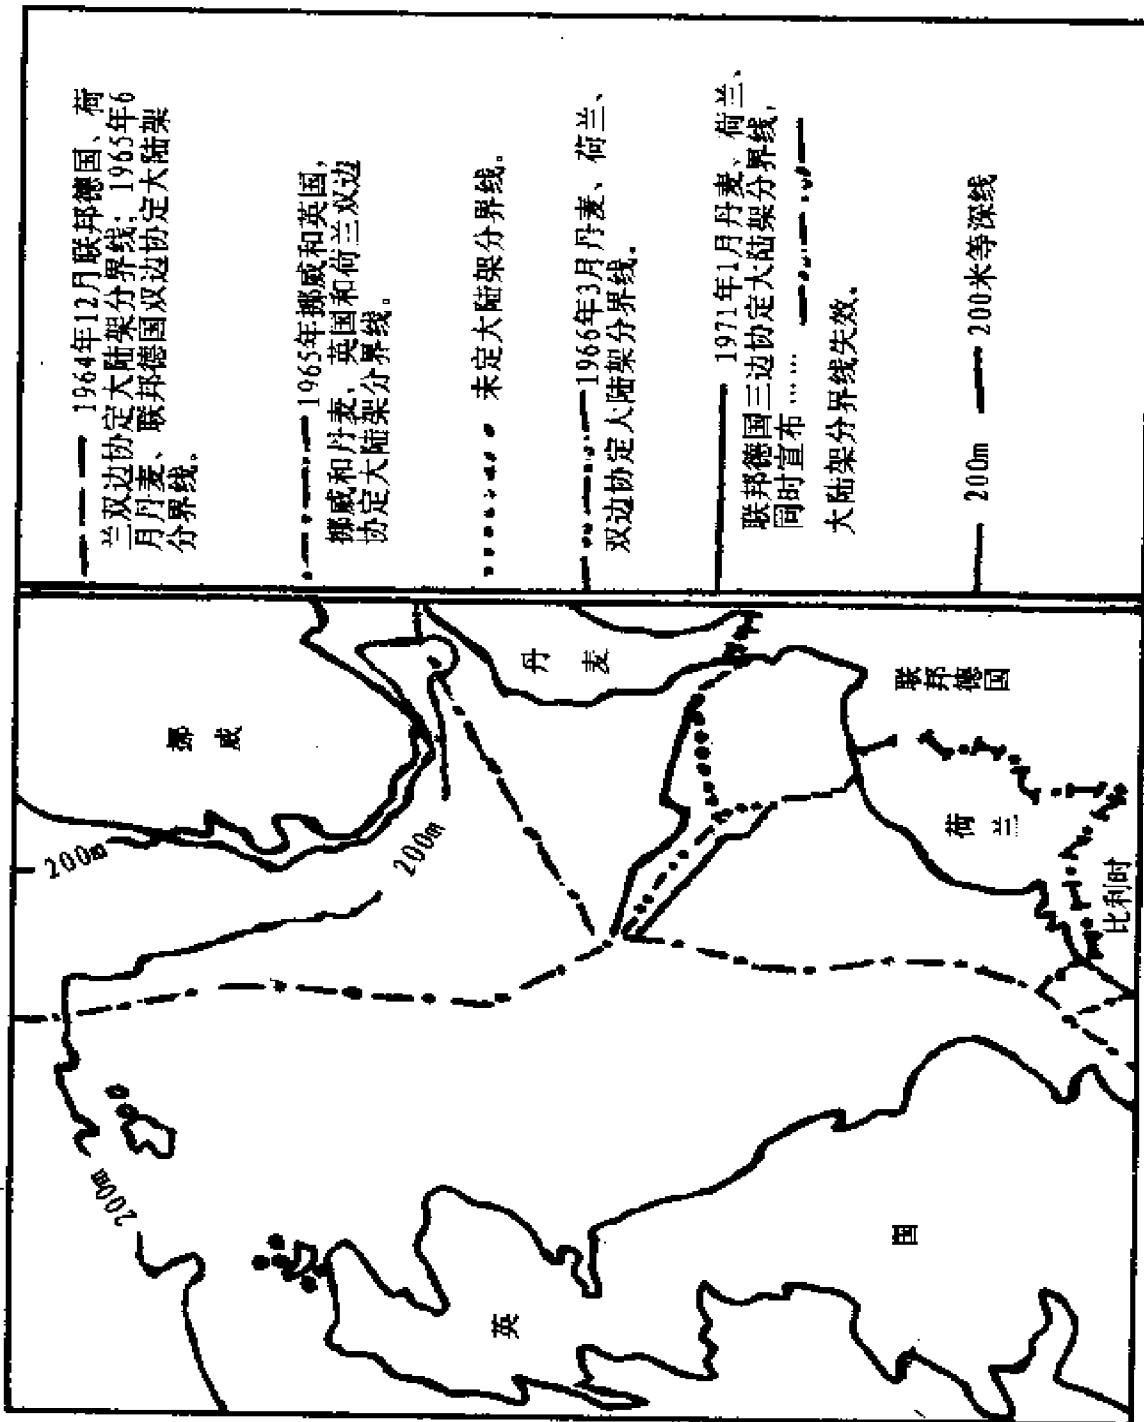 1964年12月联邦德国、荷
兰双边协定大陆架分界线；1965年6
月丹麦、联邦德国双边协定大陆架
分界线。
1965年挪威和英国，
挪威和丹麦，英国和荷兰双边
协定大陆架分界线。
未定大陆架分界线。
1966年3月丹麦、荷兰、
双边协定大陆架分界线。
1971年1月丹麦、荷兰、
联邦德国三边协定大陆架分界线，
同时宣布……
大陆架分界线失效。
200m
200米等深线
挪威
丹麦
联邦德国
荷兰
比利时
英国
200m
200m
200m